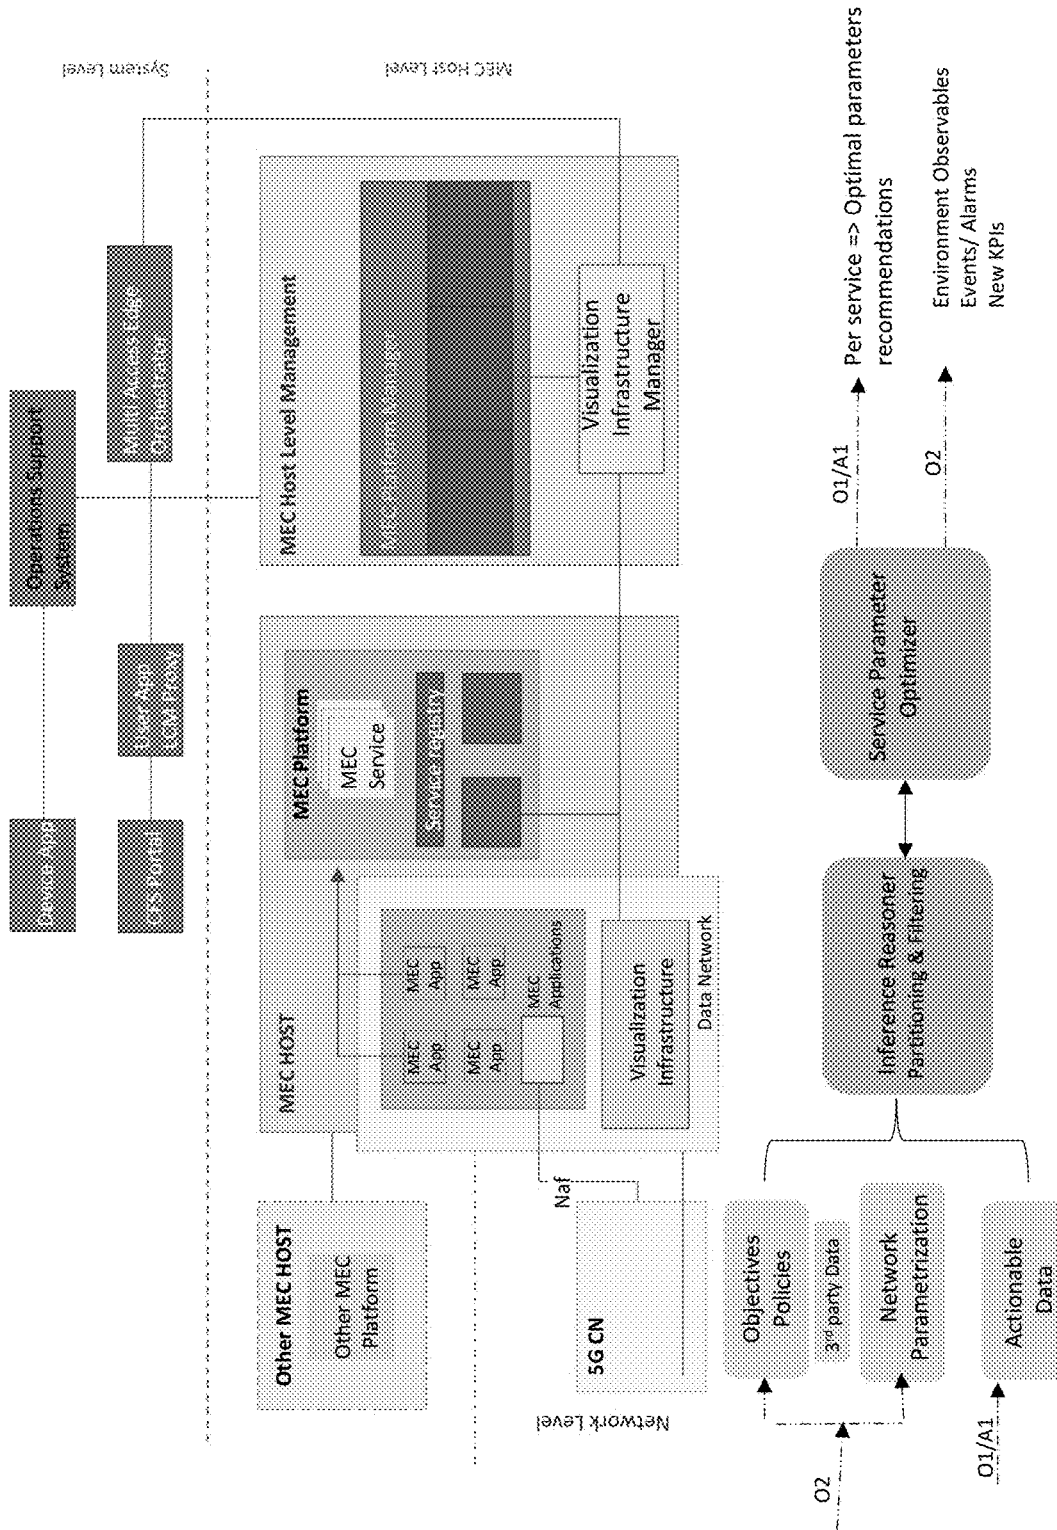 System Level
MEC Host Level
Network Level
Device App
Operations Support
System
CFS Portal
User App
LCM Proxy
Multi Access Edge
Orchestrator
Other MEC HOST
Other MEC
Platform
MEC HOST
MEC Platform
MEC
Service
Service registry
MEC
App
MEC
App
MEC
App
MEC
App
MEC
Applications
Visualization
Infrastructure
Data Network
MEC Host Level Management
Visualization
Infrastructure
Manager
5G CN
Naf
O2
O1/A1
Objectives
Policies
3rd party Data
Network
Parametrization
Actionable
Data
Inference Reasoner
Partitioning & Filtering
Service Parameter
Optimizer
O1/A1
Per service => Optimal parameters
recommendations
O2
Environment Observables
Events/ Alarms
New KPIs